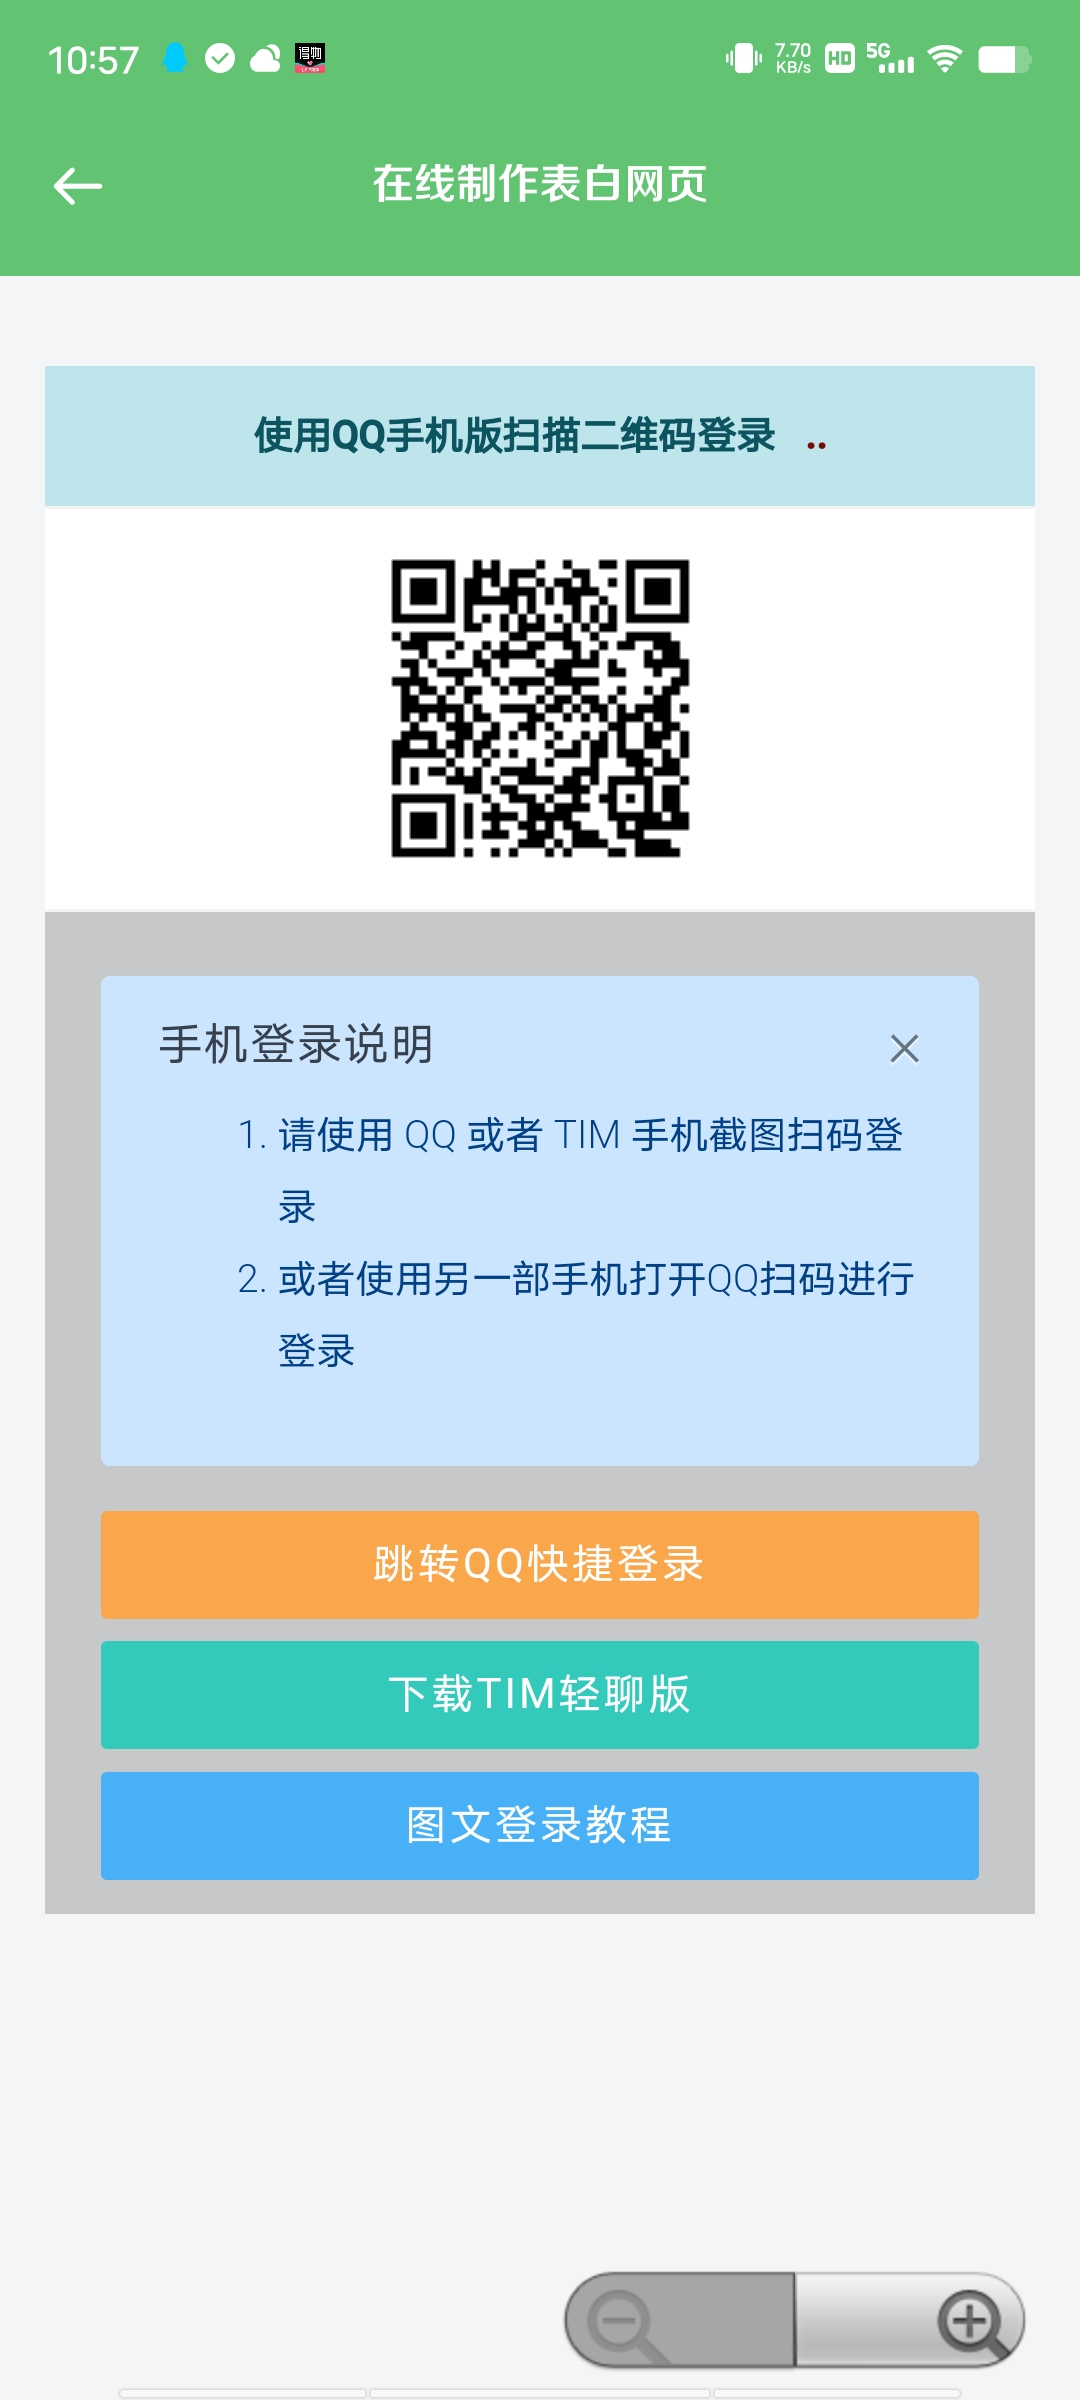 10:57
7.70 KB/s
HD
5G
在线制作表白网页
使用QQ手机版扫描二维码登录 ..
手机登录说明
1. 请使用 QQ 或者 TIM 手机截图扫码登
录
2. 或者使用另一部手机打开QQ扫码进行
登录
跳转QQ快捷登录
下载TIM轻聊版
图文登录教程